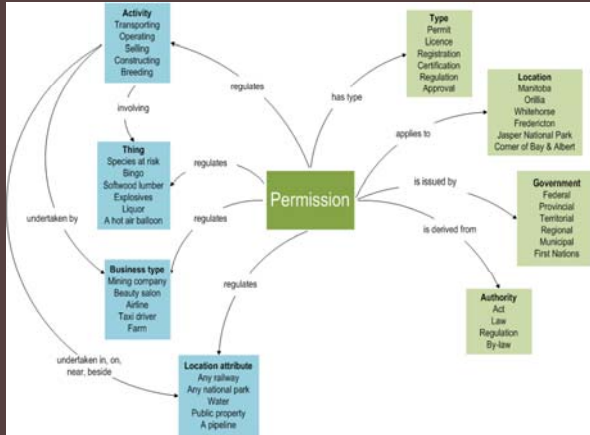 Activity
Transporting
Operating
Selling
Constructing
Breeding
regulates
involving
Thing
Species at risk
Bingo
Softwood lumber
Explosives
Liquor
A hot air balloon
regulates
undertaken by
regulates
Business type
Mining company
Beauty salon
Airline
Taxi driver
Farm
regulates
undertaken in, on,
near, beside
Location attribute
Any railway
Any national park
Water
Public property
A pipeline
Permission
has type
Type
Permit
Licence
Registration
Certification
Regulation
Approval
applies to
Location
Manitoba
Orillia
Whitehorse
Fredericton
Jasper National Park
Corner of Bay & Albert
is issued by
Government
Federal
Provincial
Territorial
Regional
Municipal
First Nations
is derived from
Authority
Act
Law
Regulation
By-law